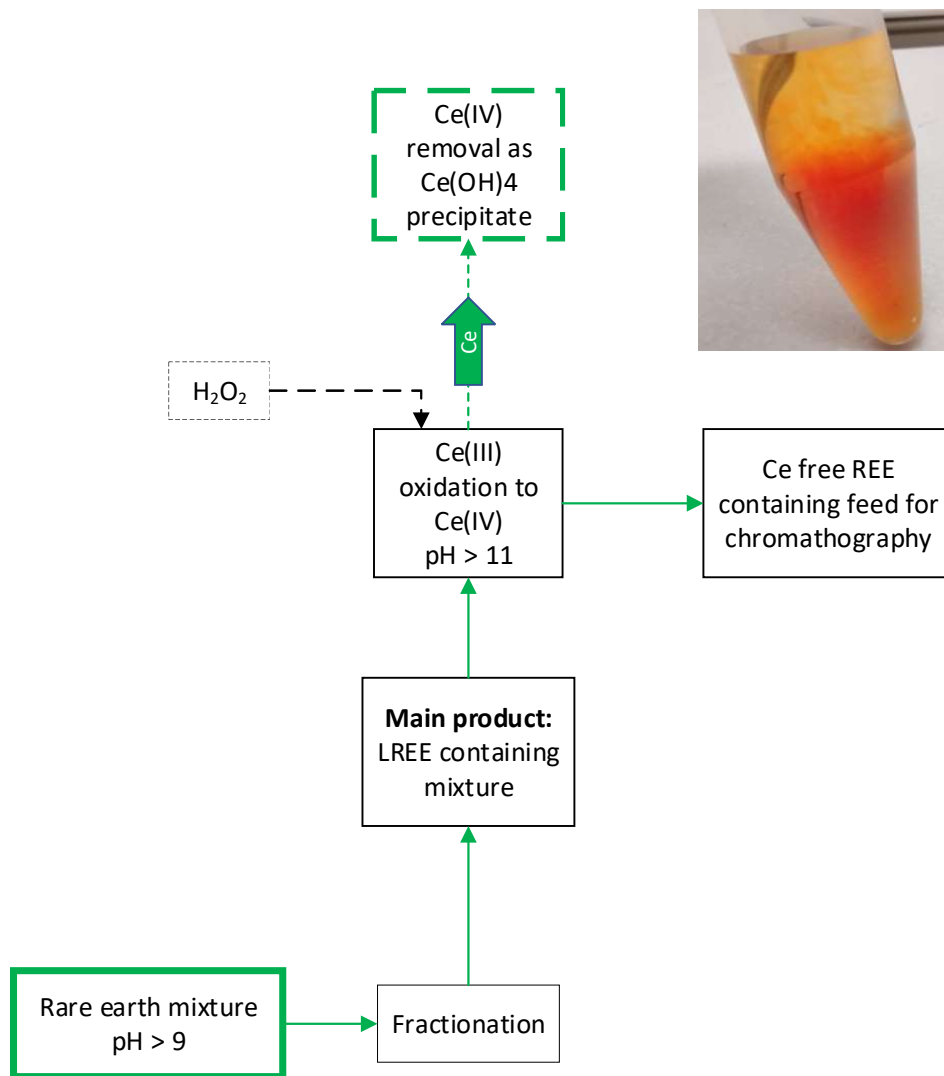 Ce(IV)
removal as
Ce(OH)4
precipitate
Ce
H₂O₂
Ce(III)
oxidation to
Ce(IV)
pH > 11
Ce free REE
containing feed for
chromathography
Main product:
LREE containing
mixture
Rare earth mixture
pH > 9
Fractionation